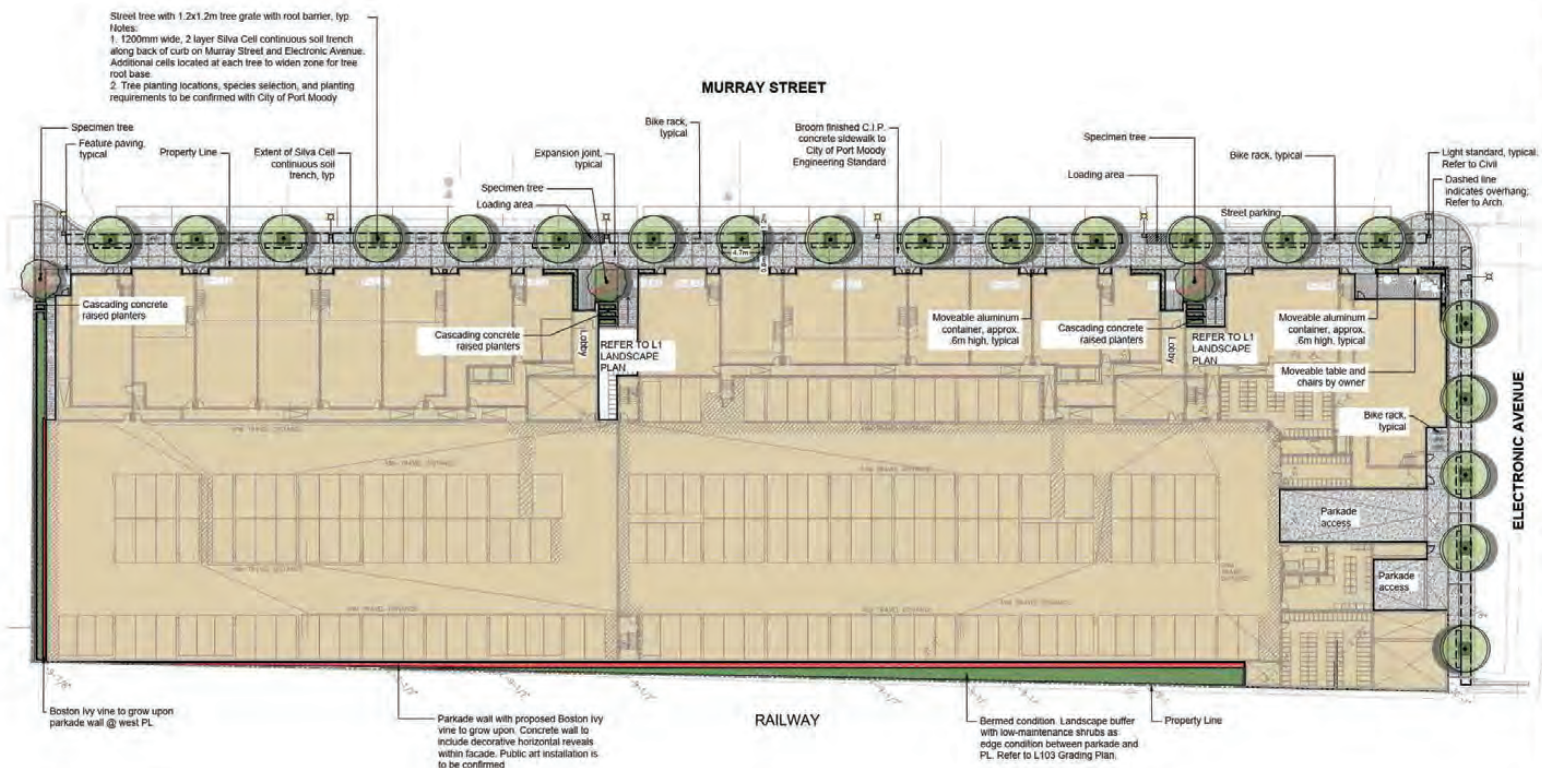 Street tree with 1.2x1.2m tree grate with root barrier, typ.
Notes:
1. 1200mm wide, 2 layer Silva Cell continuous soil trench
along back of curb on Murray Street and Electronic Avenue.
Additional cells located at each tree to widen zone for tree
root base.
2. Tree planting locations, species selection, and planting
requirements to be confirmed with City of Port Moody
MURRAY STREET
Specimen tree
Feature paving,
typical
Property Line
Extent of Silva Cell
continuous soil
trench, typ
Expansion joint,
typical
Specimen tree
Loading area
Bike rack,
typical
Broom finished C.I.P.
concrete sidewalk to
City of Port Moody
Engineering Standard
Specimen tree
Loading area
Bike rack, typical
Street parking
Light standard, typical.
Refer to Civil
Dashed line
indicates overhang;
Refer to Arch.
4.7m
Cascading concrete
raised planters
Cascading concrete
raised planters
Lobby
REFER TO L1
LANDSCAPE
PLAN
Moveable aluminum
container, approx.
.6m high, typical
Cascading concrete
raised planters
Lobby
REFER TO L1
LANDSCAPE
PLAN
Moveable aluminum
container, approx.
.6m high, typical
Moveable table and
chairs by owner
Bike rack,
typical
ELECTRONIC AVENUE
Parkade
access
Parkade
access
Boston Ivy vine to grow upon
parkade wall @ west PL
Parkade wall with proposed Boston Ivy
vine to grow upon. Concrete wall to
include decorative horizontal reveals
within facade. Public art installation is
to be confirmed
RAILWAY
Bermed condition. Landscape buffer
with low-maintenance shrubs as
edge condition between parkade and
PL. Refer to L103 Grading Plan.
Property Line